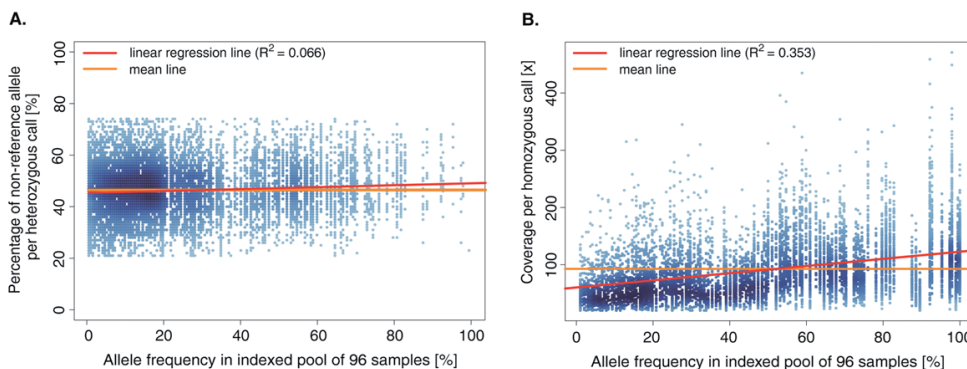 A.
linear regression line (R² = 0.066)
mean line
Percentage of non-reference allele
per heterozygous call [%]
100
80
60
40
20
0
0 20 40 60 80 100
Allele frequency in indexed pool of 96 samples [%]
B.
linear regression line (R² = 0.353)
mean line
Coverage per homozygous call [x]
400
300
200
100
0 20 40 60 80 100
Allele frequency in indexed pool of 96 samples [%]